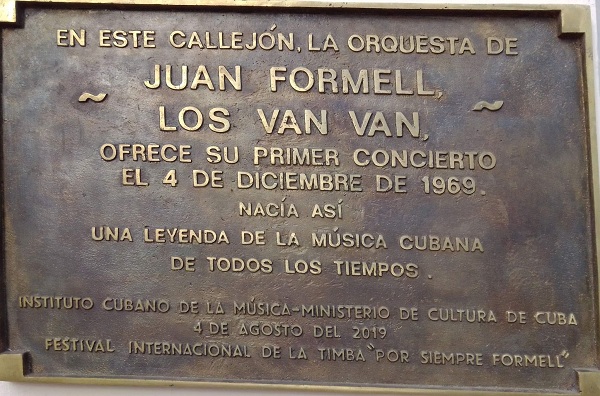 EN ESTE CALLEJÓN, LA ORQUESTA DE
JUAN FORMELL,
LOS VAN VAN,
OFRECE SU PRIMER CONCIERTO
EL 4 DE DICIEMBRE DE 1969.
NACÍA ASÍ
UNA LEYENDA DE LA MÚSICA CUBANA
DE TODOS LOS TIEMPOS.
INSTITUTO CUBANO DE LA MÚSICA-MINISTERIO DE CULTURA DE CUBA
4 DE AGOSTO DEL 2019
FESTIVAL INTERNACIONAL DE LA TIMBA "POR SIEMPRE FORMELL"